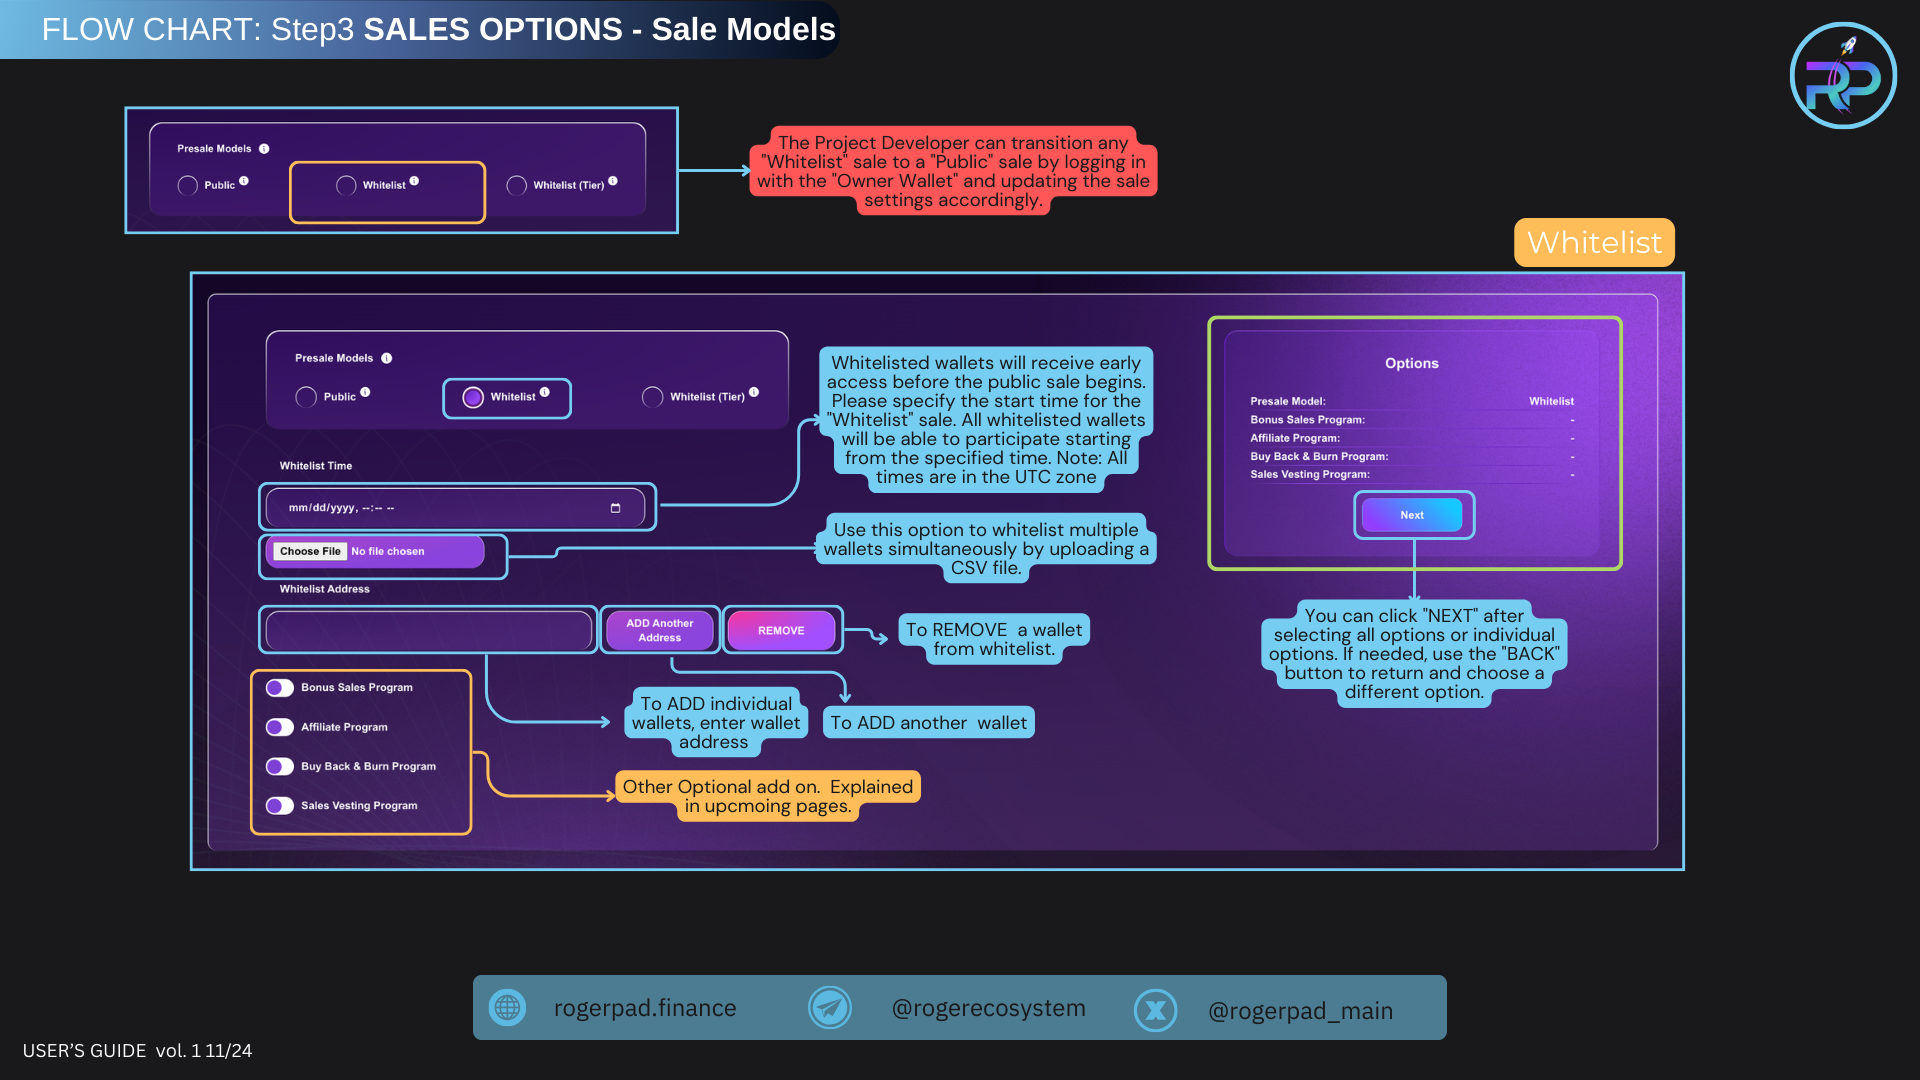 FLOW CHART: Step3 SALES OPTIONS - Sale Models
RP
Presale Models
Public
Whitelist
Whitelist (Tier)
The Project Developer can transition any
"Whitelist" sale to a "Public" sale by logging in
with the "Owner Wallet" and updating the sale
settings accordingly.
Whitelist
Presale Models
Public
Whitelist
Whitelist (Tier)
Whitelist Time
mm/dd/yyyy, --:-- --
Choose File No file chosen
Whitelist Address
ADD Another
Address
REMOVE
Bonus Sales Program
Affiliate Program
Buy Back & Burn Program
Sales Vesting Program
Whitelisted wallets will receive early
access before the public sale begins.
Please specify the start time for the
"Whitelist" sale. All whitelisted wallets
will be able to participate starting
from the specified time. Note: All
times are in the UTC zone
Use this option to whitelist multiple
wallets simultaneously by uploading a
CSV file.
To REMOVE  a wallet
from whitelist.
To ADD individual
wallets, enter wallet
address
To ADD another  wallet
Other Optional add on.  Explained
in upcmoing pages.
Options
Presale Model: Whitelist
Bonus Sales Program: -
Affiliate Program: -
Buy Back & Burn Program: -
Sales Vesting Program: -
Next
You can click "NEXT" after
selecting all options or individual
options. If needed, use the "BACK"
button to return and choose a
different option.
rogerpad.finance
@rogerecosystem
X
@rogerpad_main
USER'S GUIDE  vol. 1 11/24